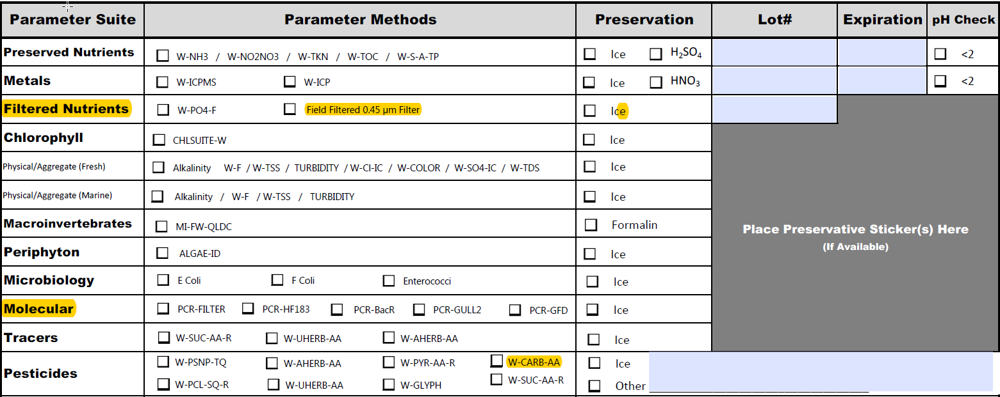 Parameter Suite Parameter Methods Preservation Lot# Expiration pH Check
Preserved Nutrients W-NH3 / W-NO2NO3 / W-TKN / W-TOC / W-S-A-TP Ice H₂SO₄ <2
Metals W-ICPMS W-ICP Ice HNO₃ <2
Filtered Nutrients W-PO4-F Field Filtered 0.45 µm Filter Ice
Chlorophyll CHLSUITE-W Ice
Physical/Aggregate (Fresh) Alkalinity W-F / W-TSS / TURBIDITY / W-Cl-IC / W-COLOR / W-SO4-IC / W-TDS Ice
Physical/Aggregate (Marine) Alkalinity / W-F / W-TSS / TURBIDITY Ice
Macroinvertebrates MI-FW-QLDC Formalin
Place Preservative Sticker(s) Here
(If Available)
Periphyton ALGAE-ID Ice
Microbiology E Coli F Coli Enterococci Ice
Molecular PCR-FILTER PCR-HF183 PCR-BacR PCR-GULL2 PCR-GFD Ice
Tracers W-SUC-AA-R W-UHERB-AA W-AHERB-AA Ice
Pesticides W-PSNP-TQ W-AHERB-AA W-PYR-AA-R W-CARB-AA Ice
W-PCL-SQ-R W-UHERB-AA W-GLYPH W-SUC-AA-R Other